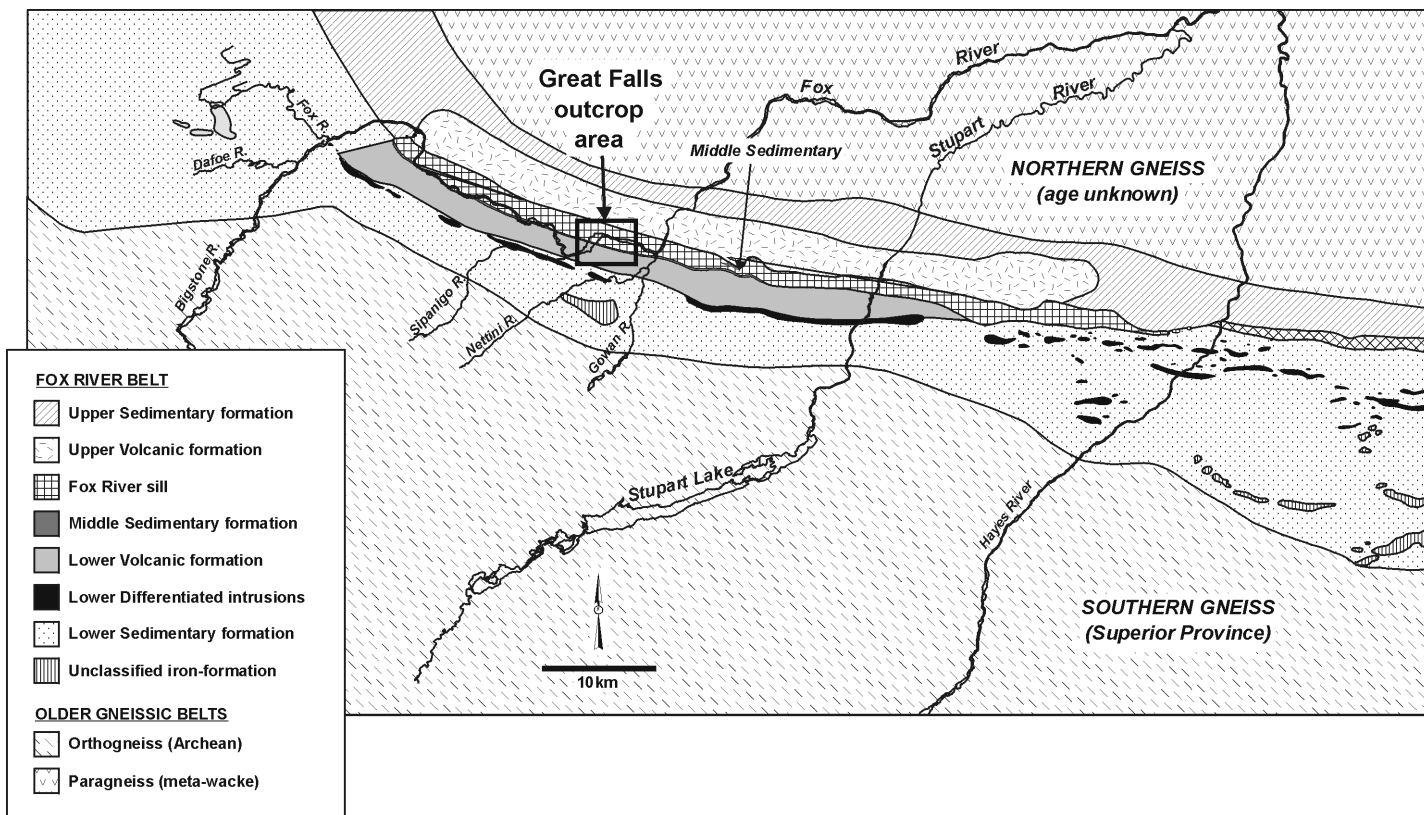 Great Falls
outcrop
area
Fox
River
Stupart
River
Fox R.
Dafoe R.
Middle Sedimentary
NORTHERN GNEISS
(age unknown)
Bigstone R.
Sipanigo R.
Nettini R.
Gowan R.
Stupart Lake
Hayes River
SOUTHERN GNEISS
(Superior Province)
10 km
FOX RIVER BELT
Upper Sedimentary formation
Upper Volcanic formation
Fox River sill
Middle Sedimentary formation
Lower Volcanic formation
Lower Differentiated intrusions
Lower Sedimentary formation
Unclassified iron-formation
OLDER GNEISSIC BELTS
Orthogneiss (Archean)
Paragneiss (meta-wacke)